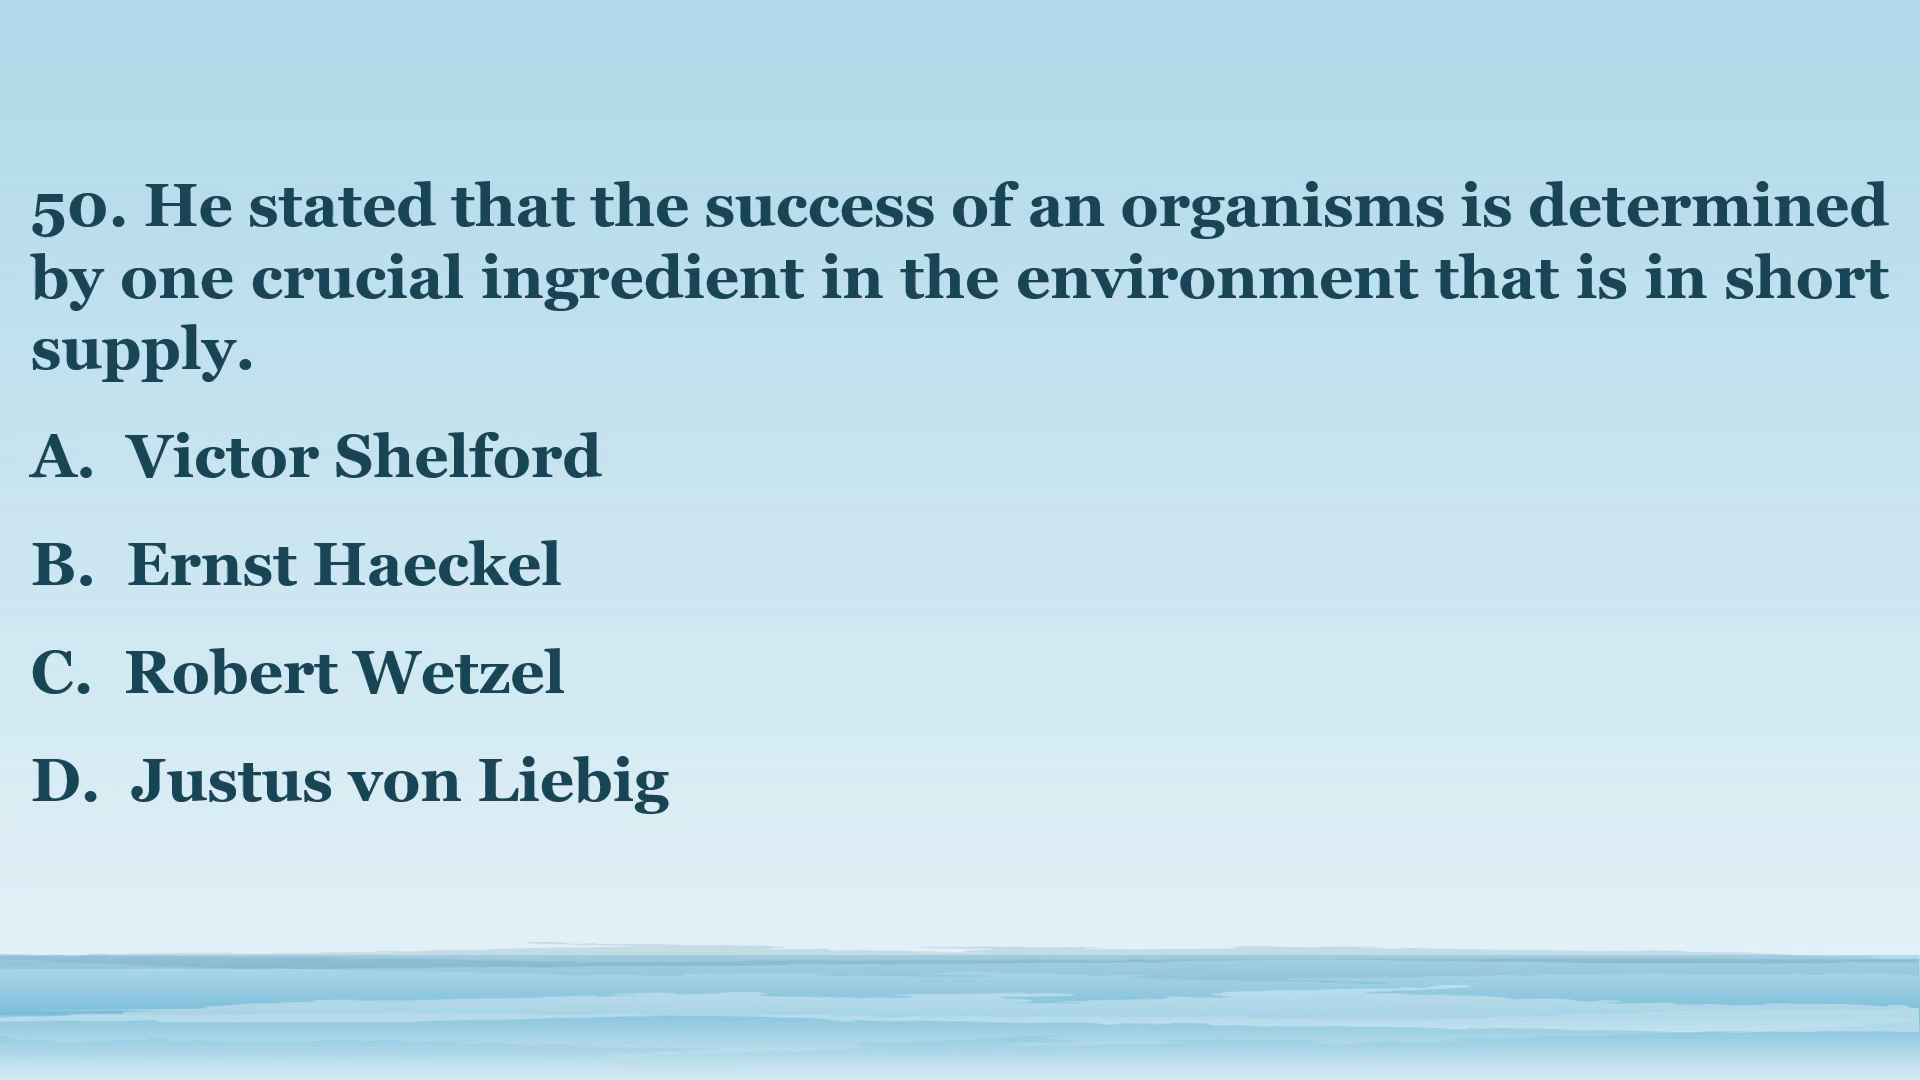 50. He stated that the success of an organisms is determined
by one crucial ingredient in the environment that is in short
supply.
A. Victor Shelford
B. Ernst Haeckel
C. Robert Wetzel
D. Justus von Liebig